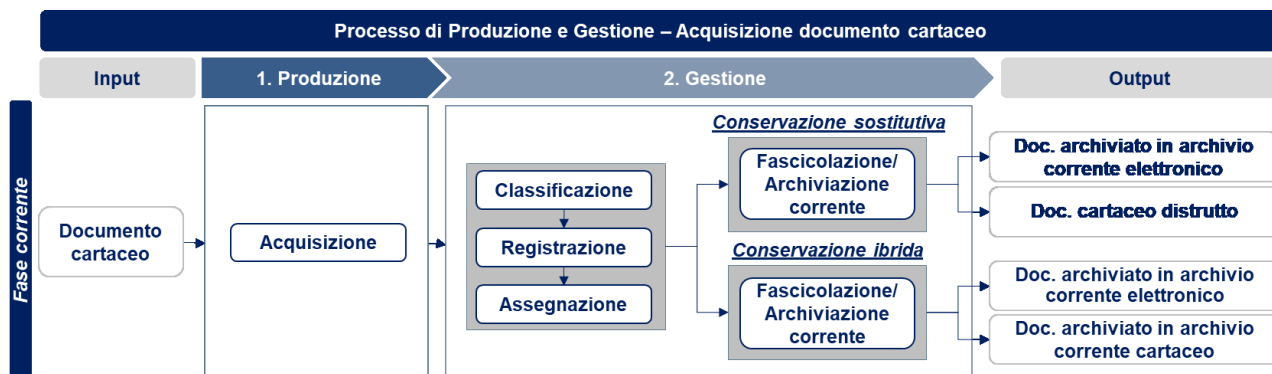 Processo di Produzione e Gestione – Acquisizione documento cartaceo
Input
1. Produzione
2. Gestione
Output
Fase corrente
Documento
cartaceo
Acquisizione
Classificazione
Registrazione
Assegnazione
Conservazione sostitutiva
Fascicolazione/
Archiviazione
corrente
Conservazione ibrida
Fascicolazione/
Archiviazione
corrente
Doc. archiviato in archivio
corrente elettronico
Doc. cartaceo distrutto
Doc. archiviato in archivio
corrente elettronico
Doc. archiviato in archivio
corrente cartaceo